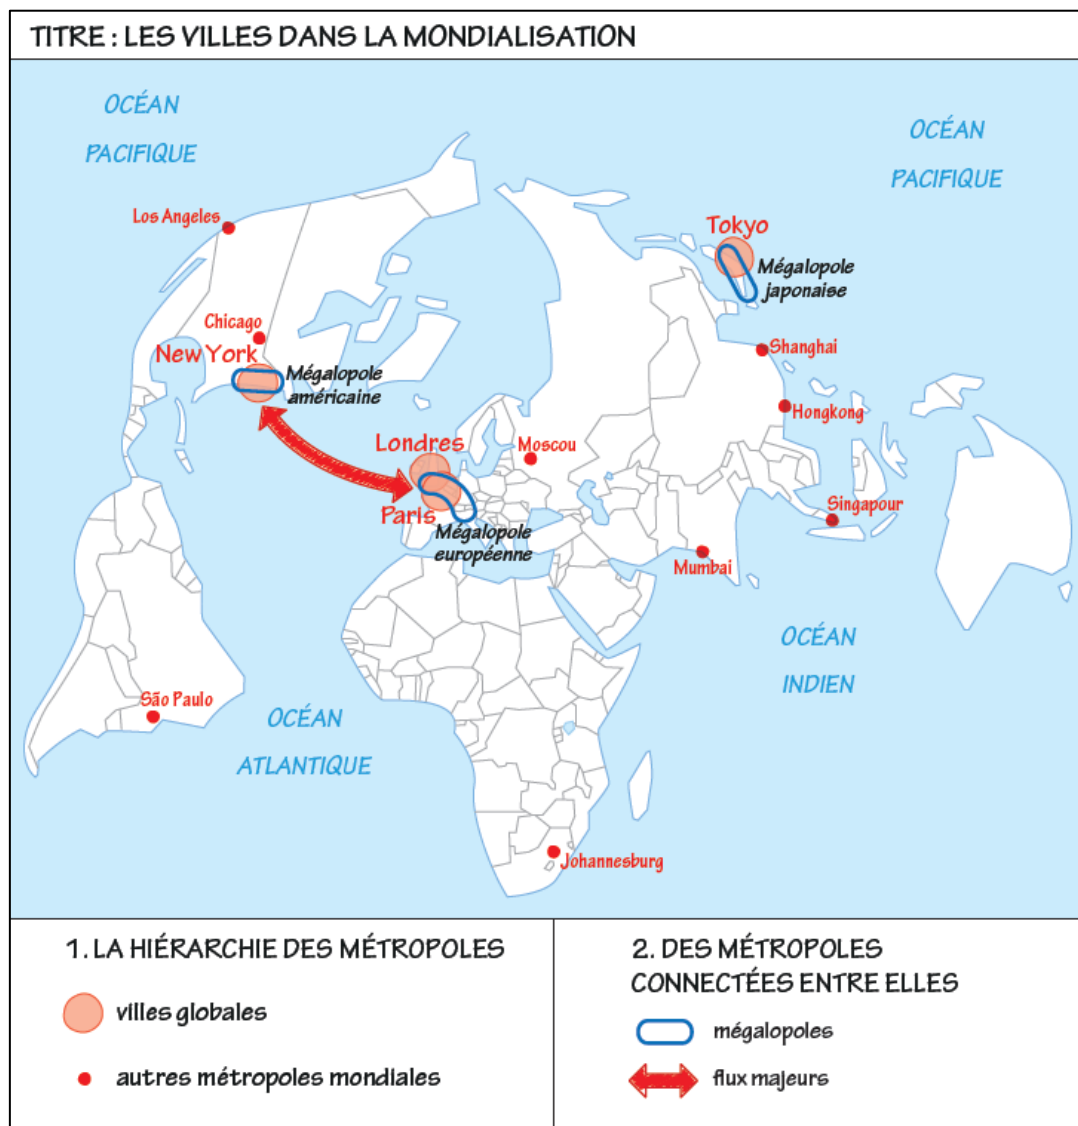 TITRE : LES VILLES DANS LA MONDIALISATION
OCÉAN
PACIFIQUE
OCÉAN
PACIFIQUE
Los Angeles
Tokyo
Mégalopole
japonaise
Chicago
New York
Mégalopole
américaine
Shanghai
Hongkong
Londres
Moscou
Paris
Mégalopole
européenne
Singapour
Mumbai
OCÉAN
INDIEN
São Paulo
OCÉAN
ATLANTIQUE
Johannesburg
1. LA HIÉRARCHIE DES MÉTROPOLES
villes globales
autres métropoles mondiales
2. DES MÉTROPOLES
CONNECTÉES ENTRE ELLES
mégalopoles
flux majeurs